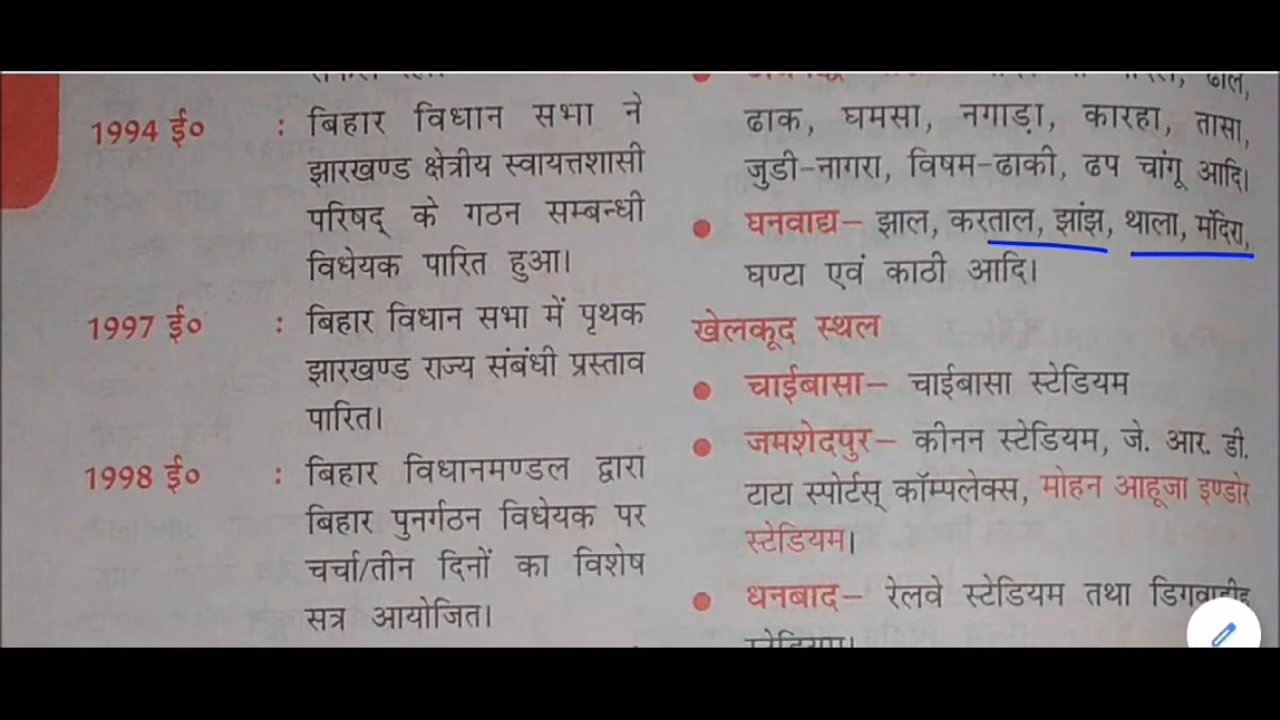 1994 ई० : बिहार विधान सभा ने
झारखण्ड क्षेत्रीय स्वायत्तशासी
परिषद् के गठन सम्बन्धी
विधेयक पारित हुआ।
1997 ई० : बिहार विधान सभा में पृथक
झारखण्ड राज्य संबंधी प्रस्ताव
पारित।
1998 ई० : बिहार विधानमण्डल द्वारा
बिहार पुनर्गठन विधेयक पर
चर्चा/तीन दिनों का विशेष
सत्र आयोजित।
ढाक, घमसा, नगाड़ा, कारहा, तासा,
जुडी-नागरा, विषम-ढाकी, ढप चांगू आदि।
घनवाद्य– झाल, करताल, झांझ, थाला, मंदिरा,
घण्टा एवं काठी आदि।
खेलकूद स्थल
चाईबासा– चाईबासा स्टेडियम
जमशेदपुर– कीनन स्टेडियम, जे. आर. डी.
टाटा स्पोर्टस् कॉम्पलेक्स, मोहन आहूजा इण्डोर
स्टेडियम।
धनबाद– रेलवे स्टेडियम तथा